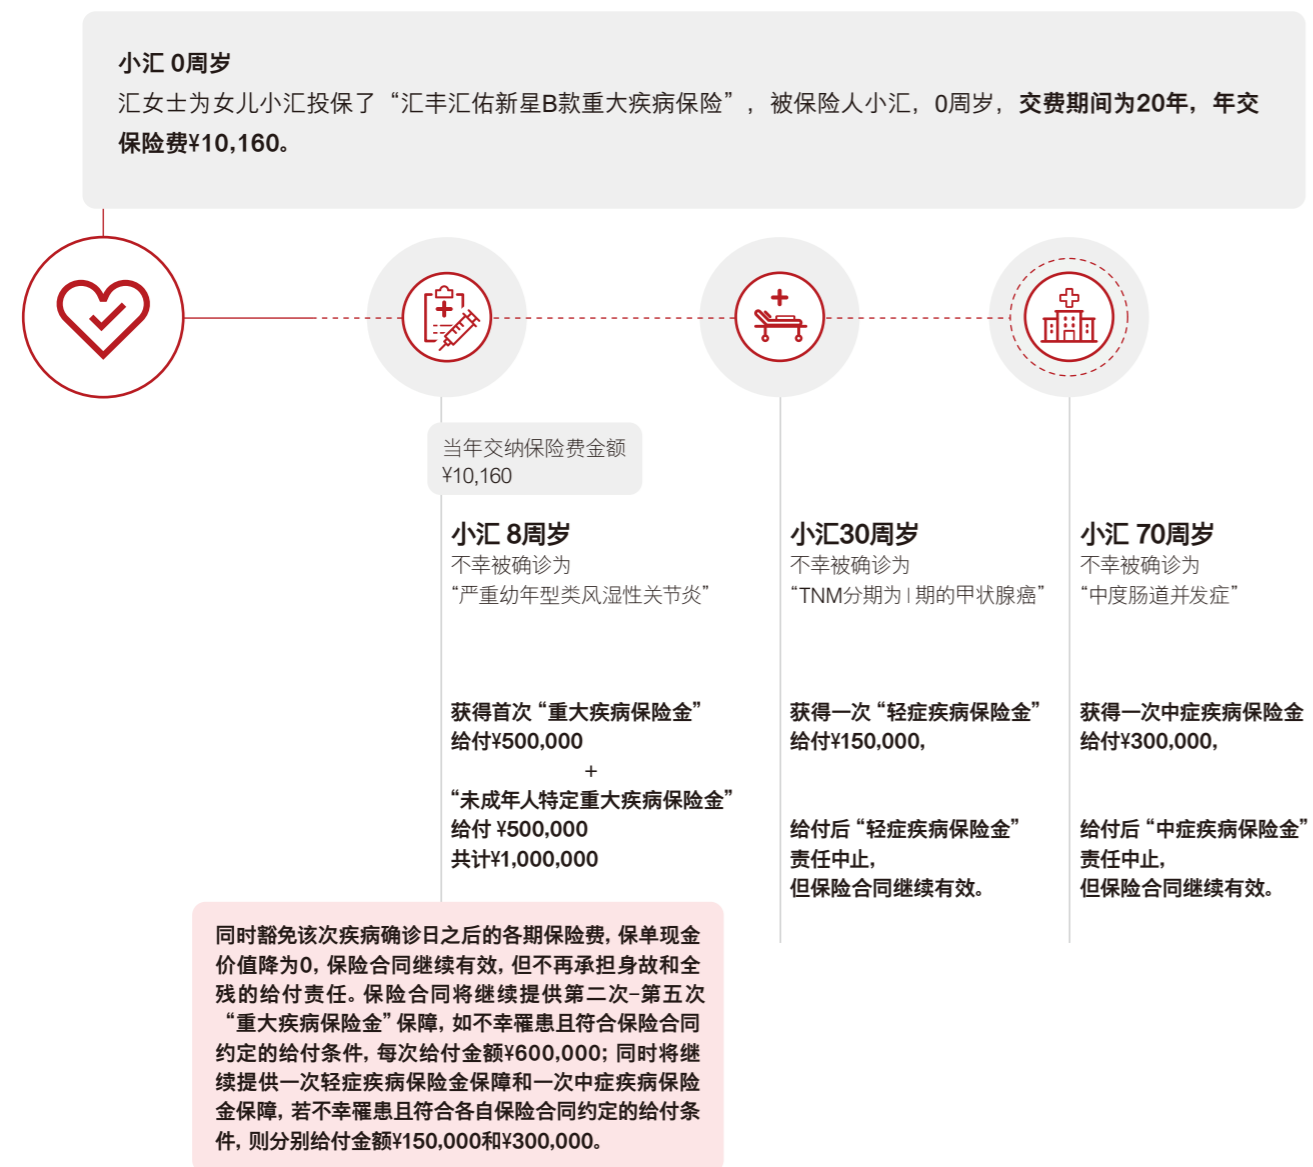 小汇 0周岁
汇女士为女儿小汇投保了“汇丰汇佑新星B款重大疾病保险”，被保险人小汇，0周岁，交费期间为20年，年交
保险费¥10,160。
当年交纳保险费金额
¥10,160
小汇 8周岁
不幸被确诊为
“严重幼年型类风湿性关节炎”
获得首次“重大疾病保险金”
给付¥500,000
+
“未成年人特定重大疾病保险金”
给付 ¥500,000
共计¥1,000,000
同时豁免该次疾病确诊日之后的各期保险费, 保单现金
价值降为0, 保险合同继续有效, 但不再承担身故和全
残的给付责任。保险合同将继续提供第二次–第五次
“重大疾病保险金”保障, 如不幸罹患且符合保险合同
约定的给付条件, 每次给付金额¥600,000; 同时将继
续提供一次轻症疾病保险金保障和一次中症疾病保险
金保障, 若不幸罹患且符合各自保险合同约定的给付条
件, 则分别给付金额¥150,000和¥300,000。
小汇30周岁
不幸被确诊为
“TNM分期为Ⅰ期的甲状腺癌”
获得一次“轻症疾病保险金”
给付¥150,000,
给付后“轻症疾病保险金”
责任中止,
但保险合同继续有效。
小汇 70周岁
不幸被确诊为
“中度肠道并发症”
获得一次中症疾病保险金
给付¥300,000,
给付后“中症疾病保险金”
责任中止,
但保险合同继续有效。